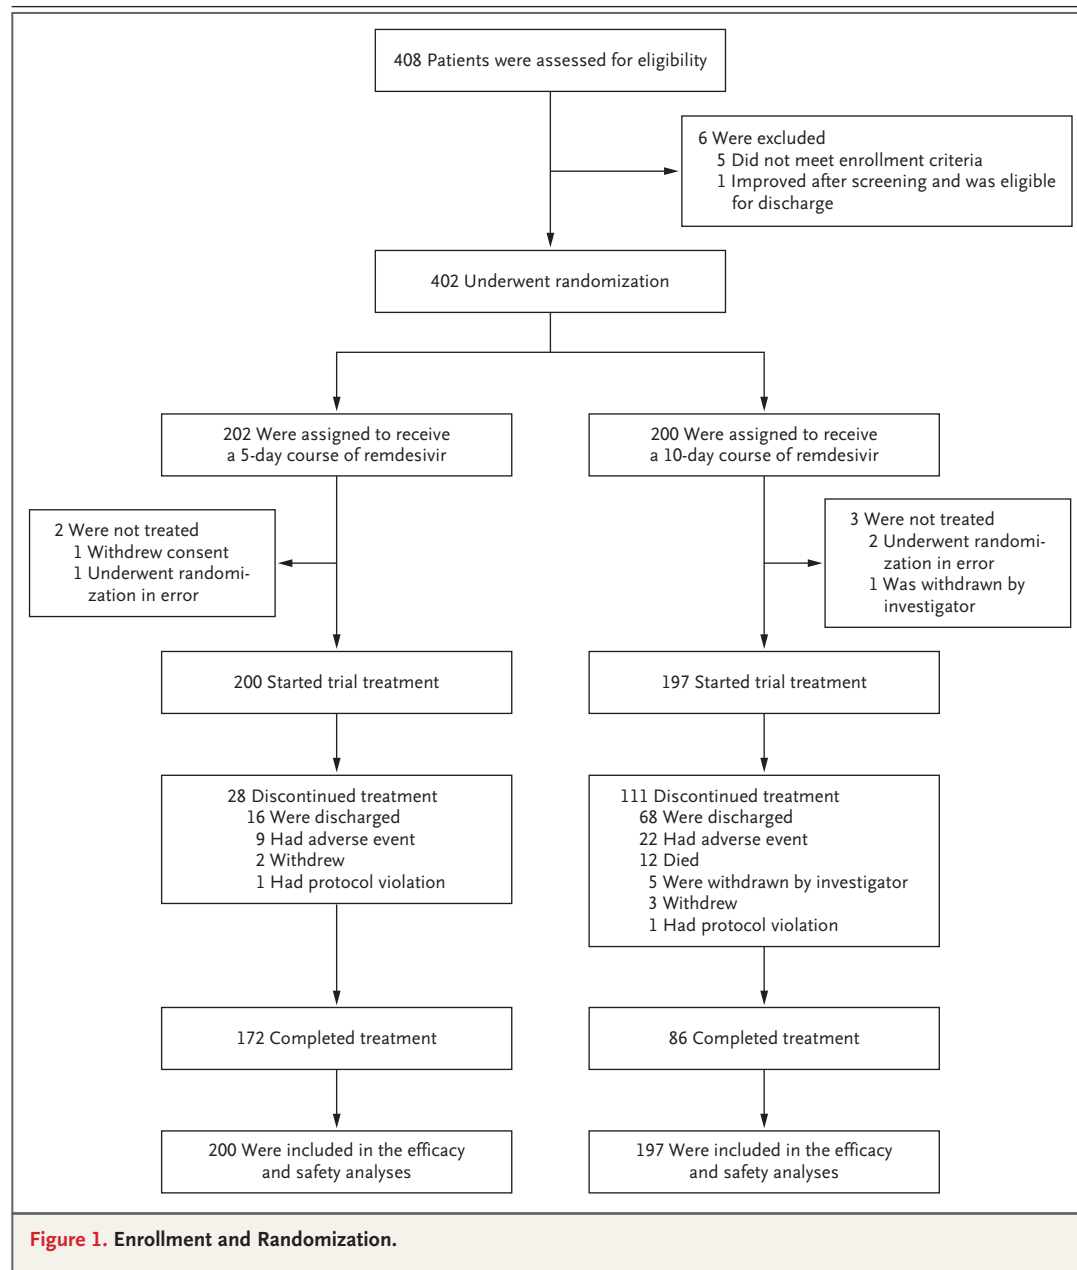 408 Patients were assessed for eligibility
6 Were excluded
5 Did not meet enrollment criteria
1 Improved after screening and was eligible
for discharge
402 Underwent randomization
202 Were assigned to receive
a 5-day course of remdesivir
200 Were assigned to receive
a 10-day course of remdesivir
2 Were not treated
1 Withdrew consent
1 Underwent randomi-
zation in error
3 Were not treated
2 Underwent randomi-
zation in error
1 Was withdrawn by
investigator
200 Started trial treatment
197 Started trial treatment
28 Discontinued treatment
16 Were discharged
9 Had adverse event
2 Withdrew
1 Had protocol violation
111 Discontinued treatment
68 Were discharged
22 Had adverse event
12 Died
5 Were withdrawn by investigator
3 Withdrew
1 Had protocol violation
172 Completed treatment
86 Completed treatment
200 Were included in the efficacy
and safety analyses
197 Were included in the efficacy
and safety analyses
Figure 1. Enrollment and Randomization.